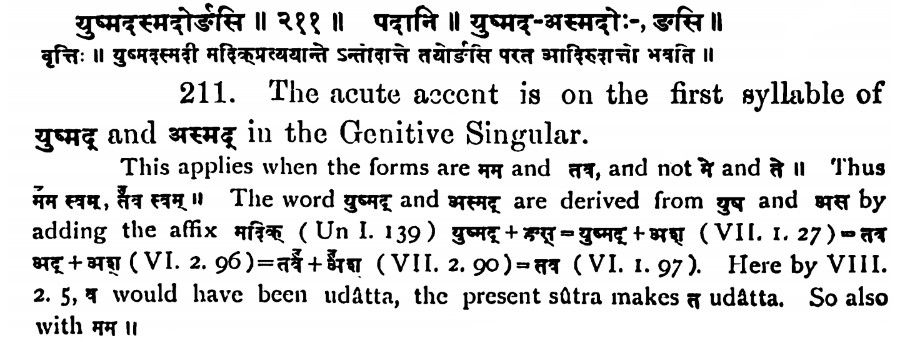 युष्मदस्मदोर्ङसि ॥ २११ ॥ पदानि ॥ युष्मद्-अस्मदोः-, ङसि ॥
वृत्तिः ॥ युष्मदस्मदी मदिक्प्रत्ययान्ते ऽन्तोदात्ते तयोर्ङसि परत आदिरुदात्तो भवति ॥
211. The acute accent is on the first syllable of
युष्मद् and अस्मद् in the Genitive Singular.
This applies when the forms are मम and तव, and not मे and ते ॥ Thus
म॑म स्वम्, त॑व स्वम् ॥ The word युष्मद् and अस्मद् are derived from युष and अस by
adding the affix मदिक् (Un I. 139) युष्मद् + ङस् = युष्मद् + अश् (VII. 1. 27) = तव
अद् + अश् (VI. 2. 96) = तव॑ + अ॑श (VII. 2. 90) = तव (VI. 1. 97). Here by VIII.
2. 5, व would have been udâtta, the present sûtra makes त udâtta. So also
with मम ॥